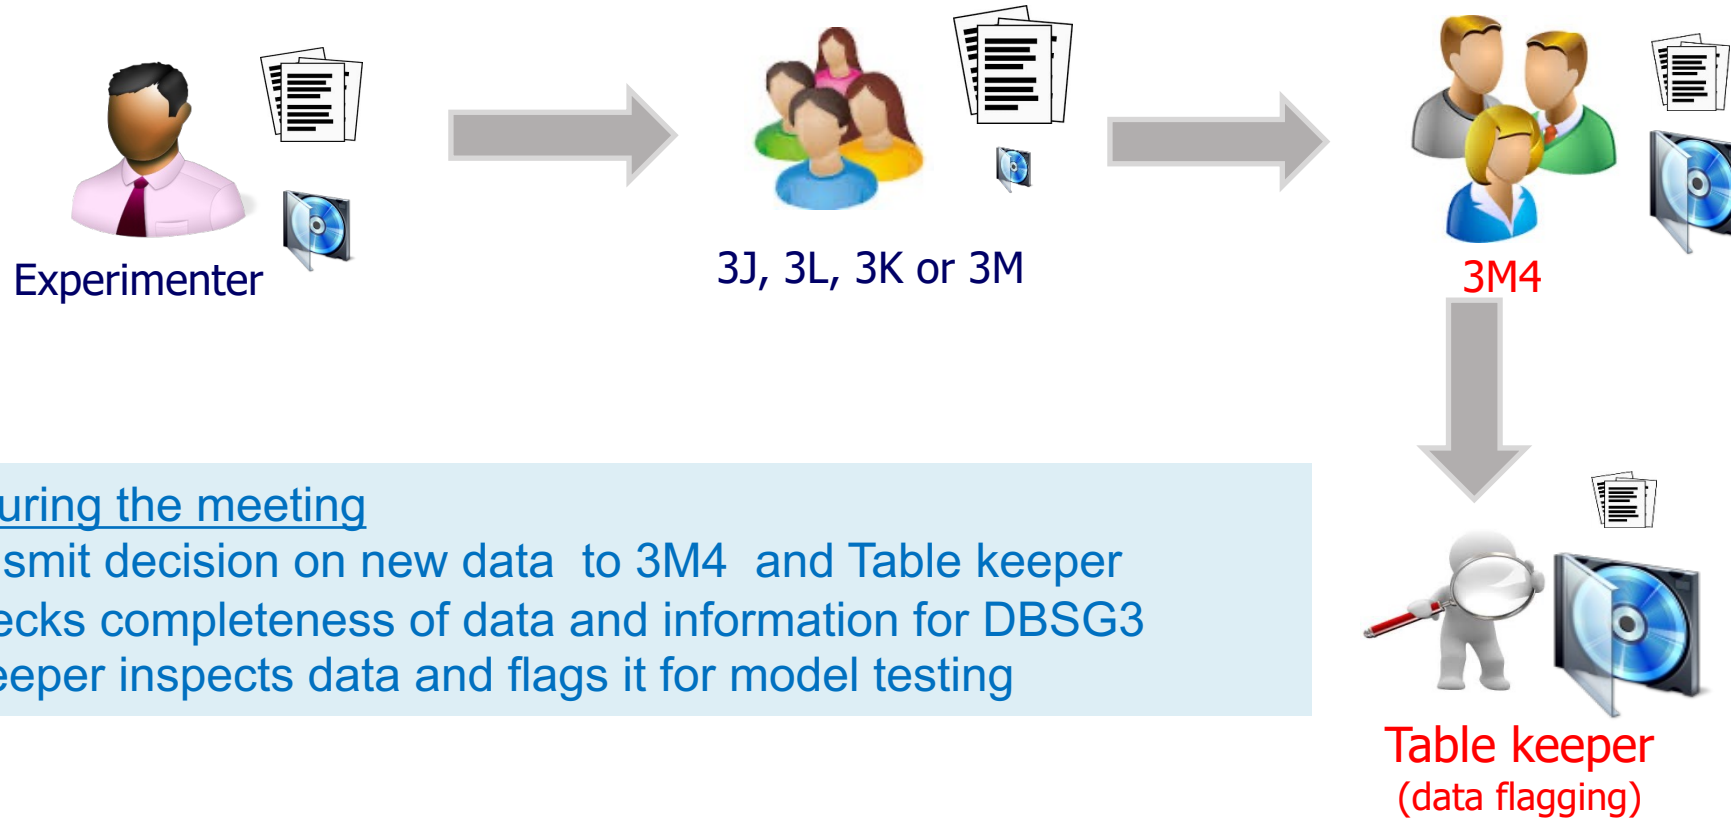 Experimenter
3J, 3L, 3K or 3M
3M4
uring the meeting
smit decision on new data to 3M4 and Table keeper
ecks completeness of data and information for DBSG3
eeper inspects data and flags it for model testing
Table keeper
(data flagging)